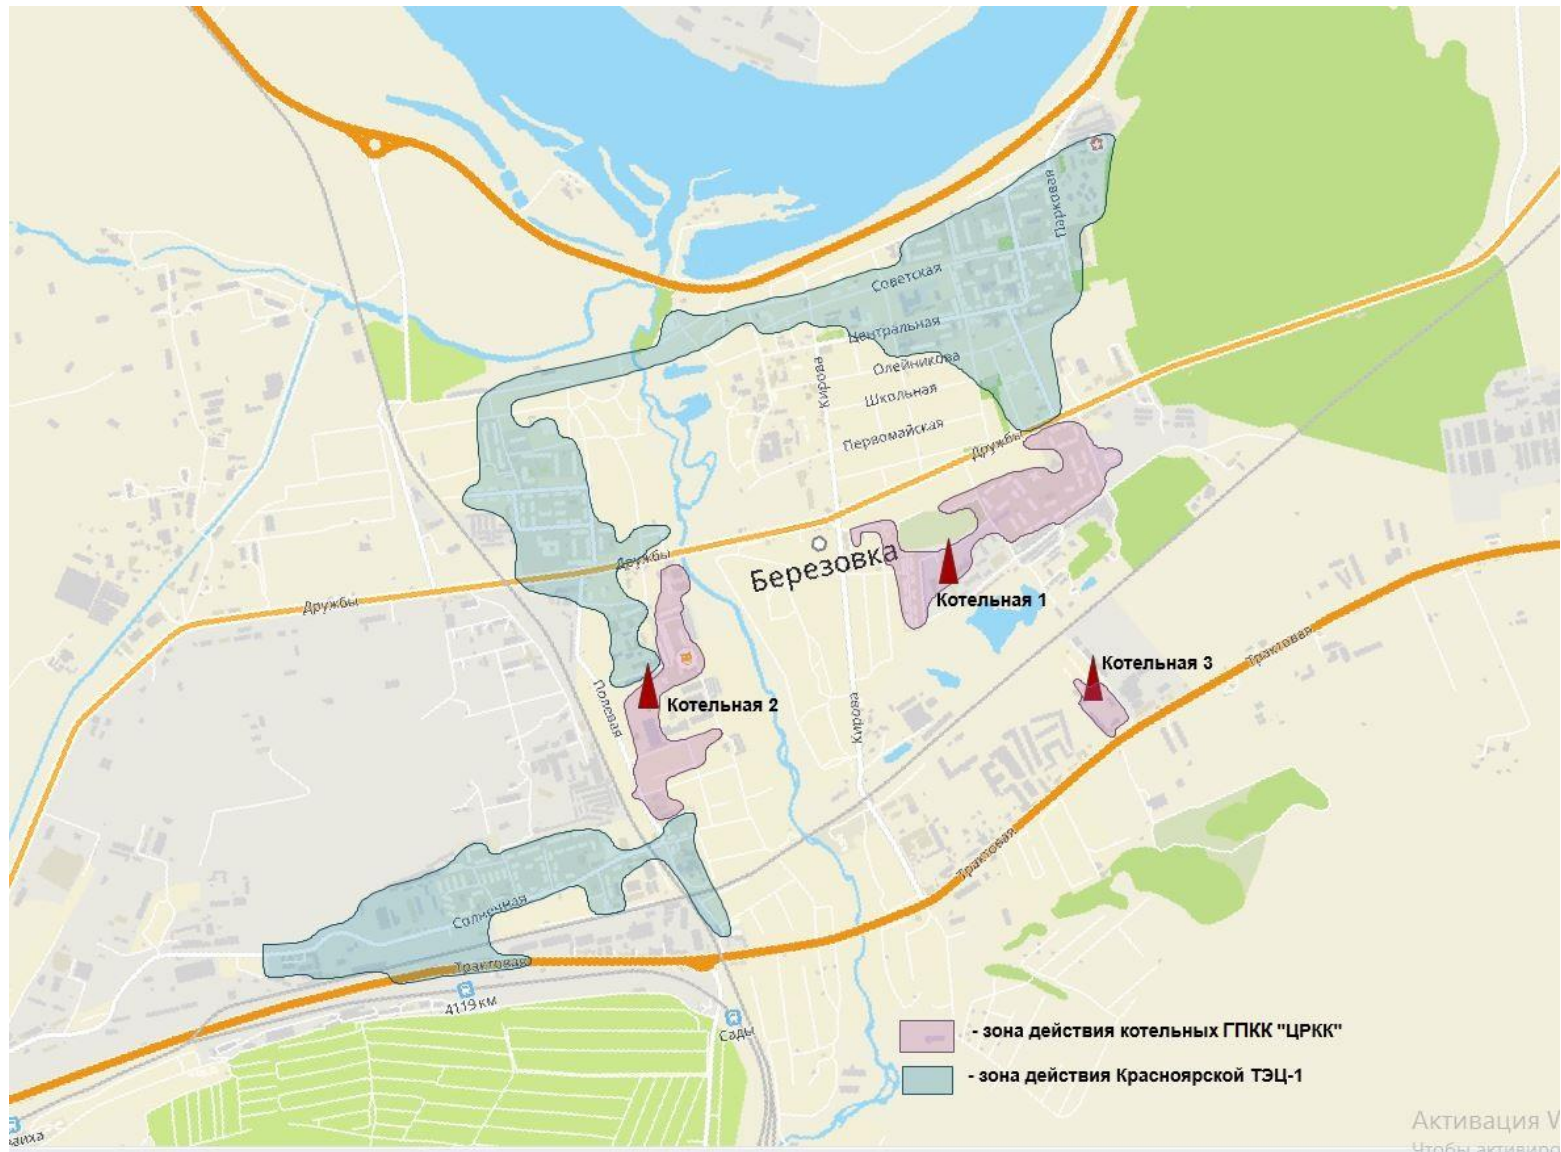 Парковая
Советская
Центральная
Олейникова
Кирова
Школьная
Первомайская
Дружбы
Дружбы
Березовка
Дружбы
Котельная 1
Трактовая
Котельная 3
Полевая
Котельная 2
Кирова
Трактовая
Солнечная
Трактовая
4119 км
Сады
- зона действия котельных ГПКК "ЦРКК"
- зона действия Красноярской ТЭЦ-1
Активация